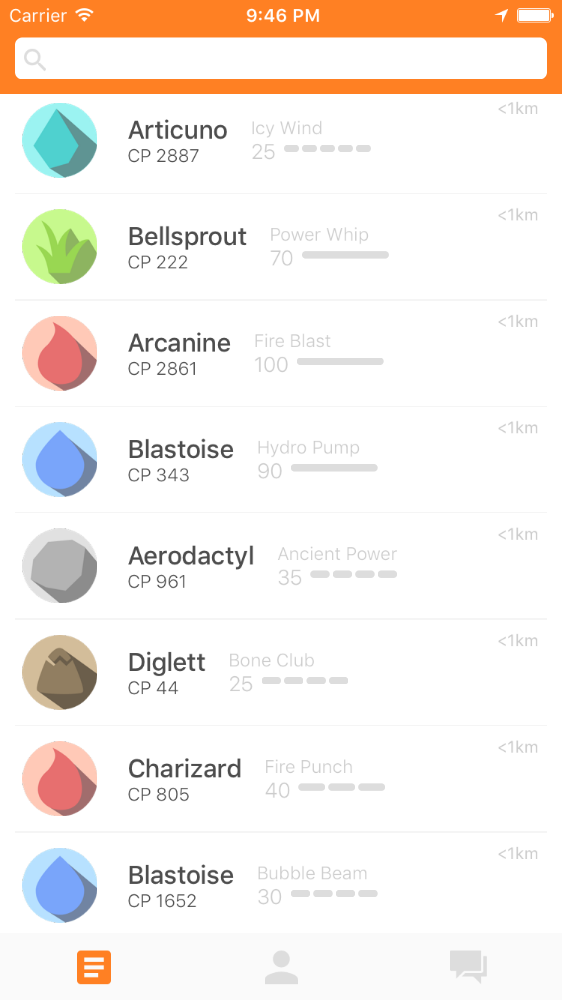 Carrier 9:46 PM
<1km
Articuno Icy Wind
CP 2887 25
<1km
Bellsprout Power Whip
CP 222 70
<1km
Arcanine Fire Blast
CP 2861 100
<1km
Blastoise Hydro Pump
CP 343 90
<1km
Aerodactyl Ancient Power
CP 961 35
<1km
Diglett Bone Club
CP 44 25
<1km
Charizard Fire Punch
CP 805 40
<1km
Blastoise Bubble Beam
CP 1652 30